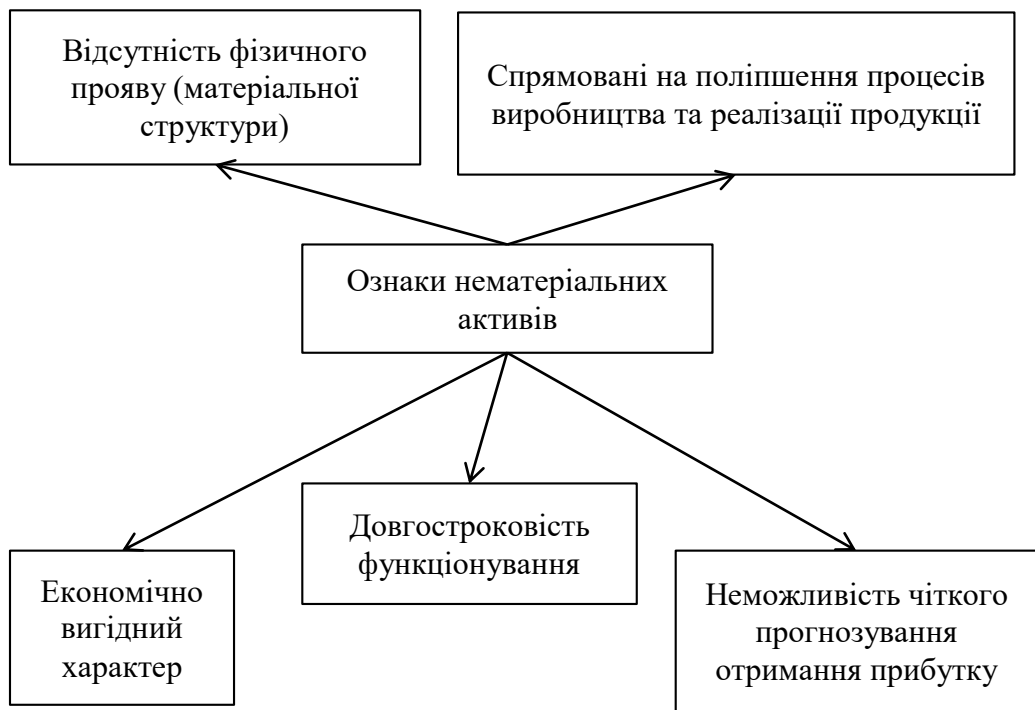 Відсутність фізичного
прояву (матеріальної
структури)
Спрямовані на поліпшення процесів
виробництва та реалізації продукції
Ознаки нематеріальних
активів
Довгостроковість
функціонування
Економічно
вигідний
характер
Неможливість чіткого
прогнозування
отримання прибутку